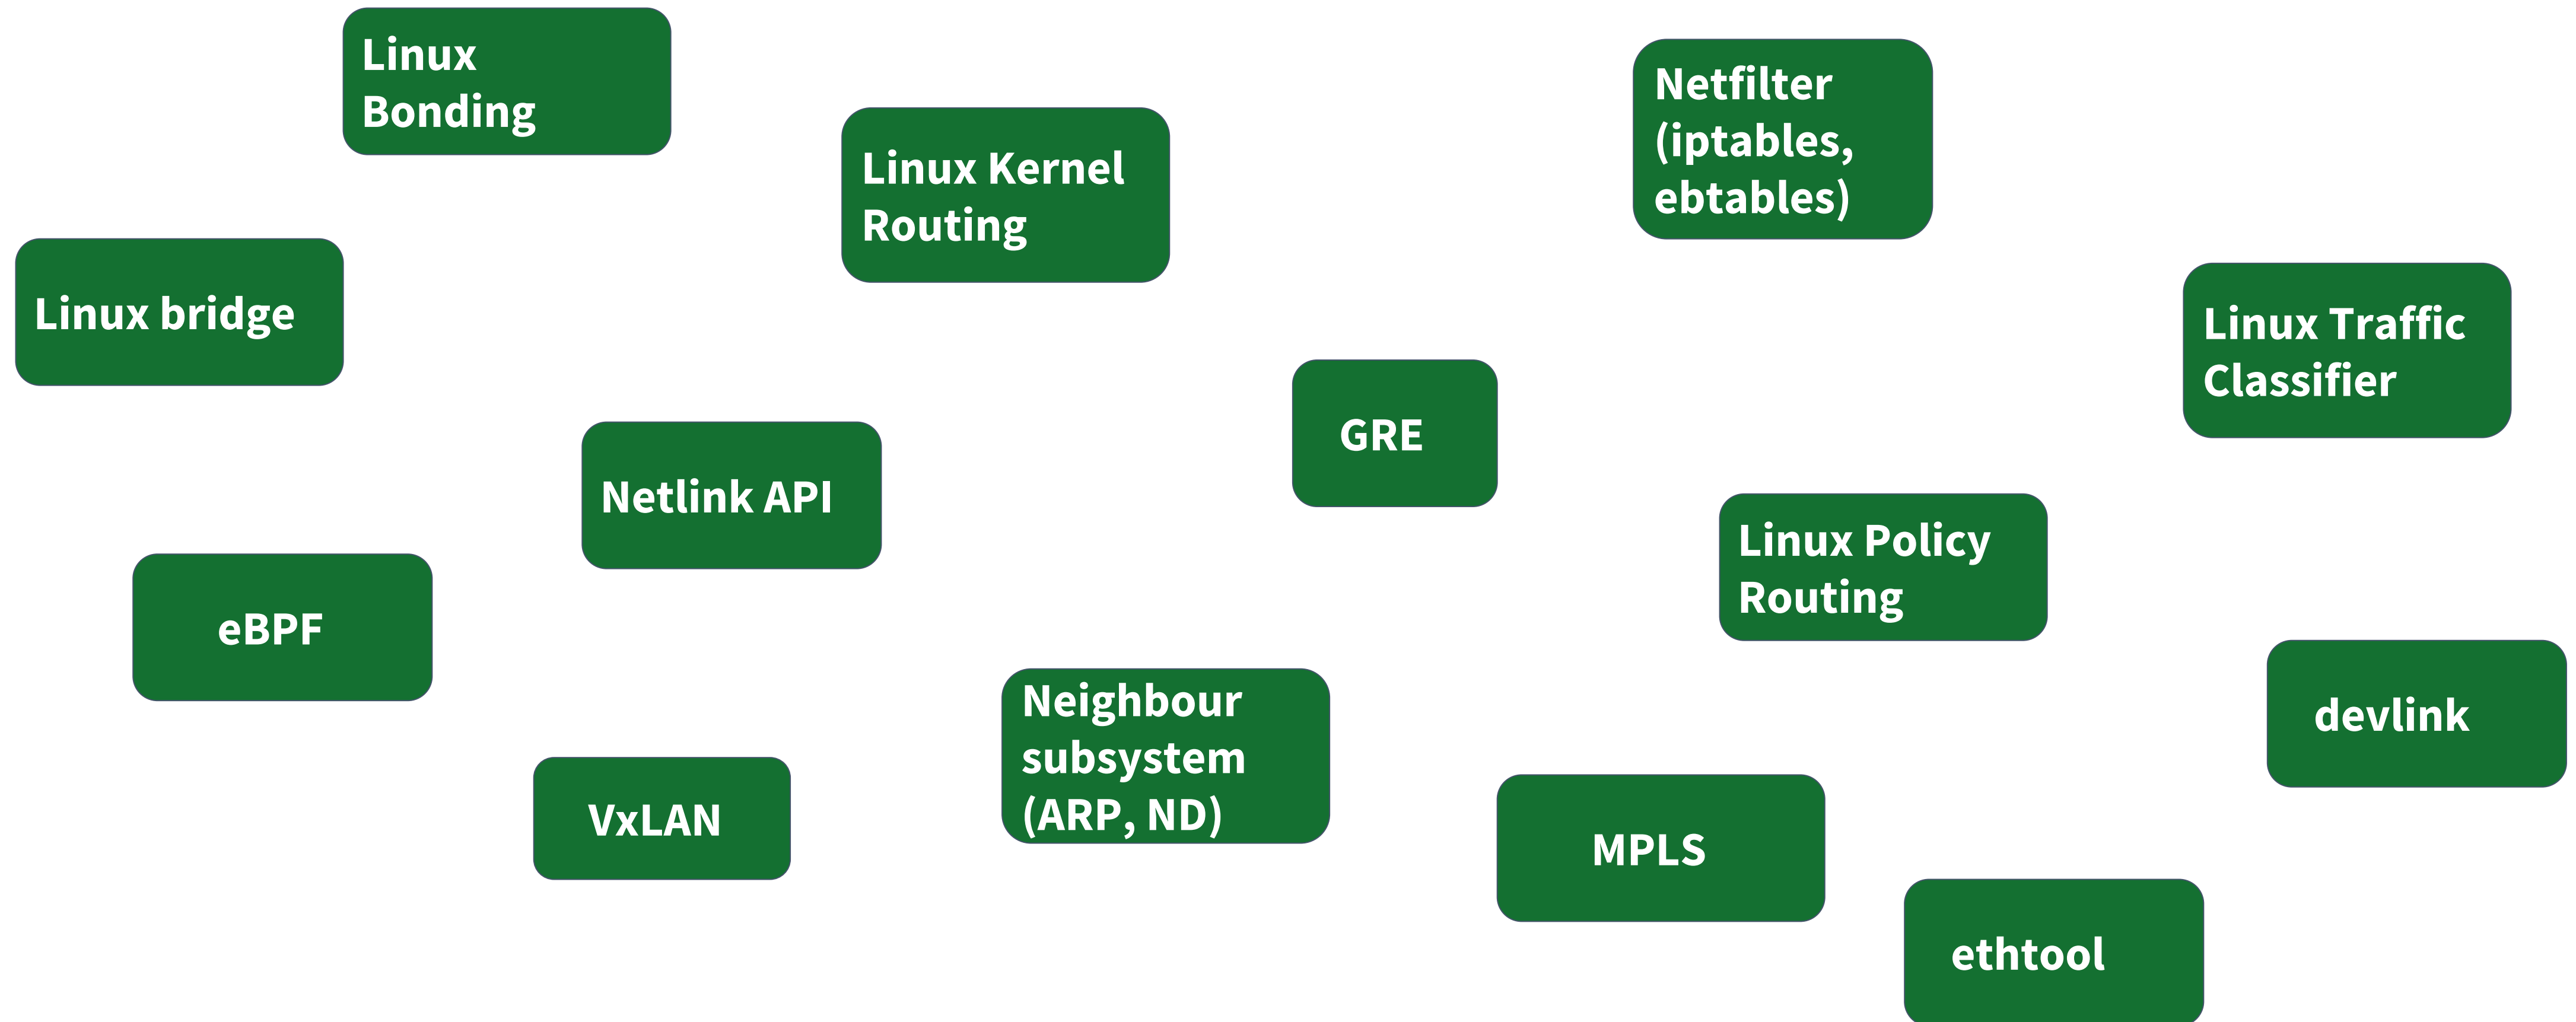 Linux
Bonding
Netfilter
(iptables,
ebtables)
Linux Kernel
Routing
Linux bridge
Linux Traffic
Classifier
GRE
Netlink API
Linux Policy
Routing
eBPF
Neighbour
subsystem
(ARP, ND)
devlink
VxLAN
MPLS
ethtool